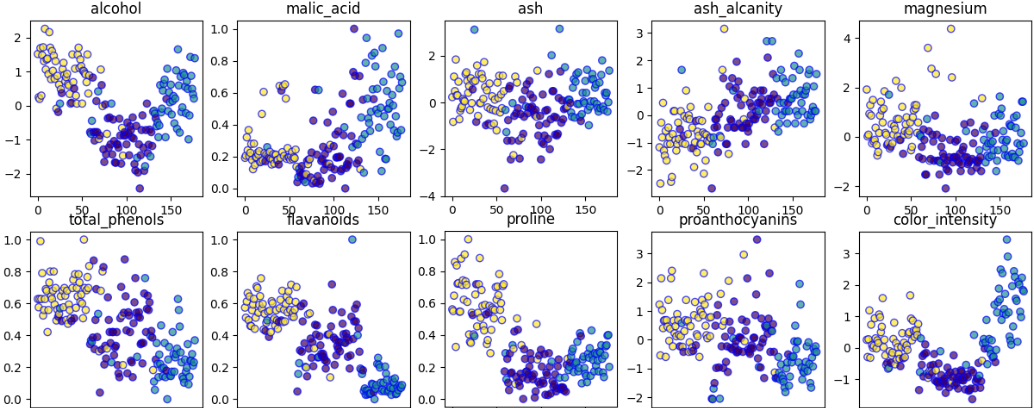 alcohol malic_acid ash ash_alcanity magnesium
2 1.0 2 3 4
1 0.8 2
0 0.6 0 1 2
−1 0.4 −2 0 0
−2 0.2 −1
0.0 −4 −2 −2
0 50 100 150 0 50 100 150 0 50 100 150 0 50 100 150 0 50 100 150
total_phenols flavanoids proline proanthocyanins color_intensity
1.0 1.0 1.0 3 3
0.8 0.8 0.8 2 2
0.6 0.6 0.6 1 1
0.4 0.4 0.4 0 0
0.2 0.2 0.2 −1 −1
0.0 0.0 0.0 −2